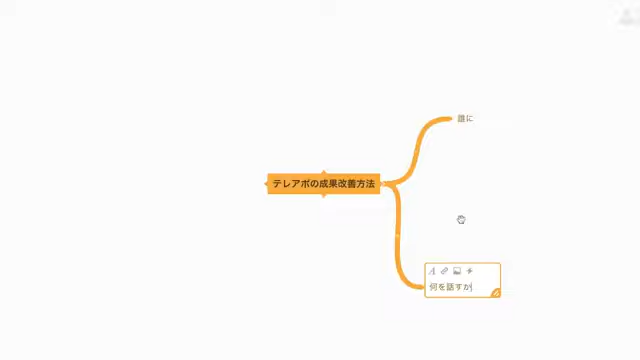 誰に
テレアポの成果改善方法
何を話すか